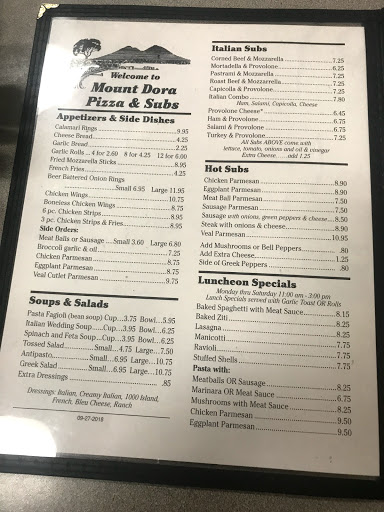 Welcome to
Mount Dora
Pizza & Subs
Appetizers & Side Dishes
Calamari Rings 9.95
Cheese Bread 4.25
Garlic Bread 2.25
Garlic Rolls ... 4 for 2.69 8 for 4.25 12 for 6.00
Fried Mozzarella Sticks 8.95
French Fries 4.25
Beer Battered Onion Rings
Small 6.95 Large 11.95
Chicken Wings 10.75
Boneless Chicken Wings 8.75
6 pc. Chicken Strips 8.95
3 pc. Chicken Strips & Fries 8.95
Side Orders:
Meat Balls or Sausage Small 3.60 Large 6.80
Broccoli garlic & oil 7.25
Chicken Parmesan 8.75
Eggplant Parmesan 8.75
Veal Cutlet Parmesan 9.75
Soups & Salads
Pasta Fagioli (bean soup) Cup...3.75 Bowl...5.95
Italian Wedding Soup Cup...3.95 Bowl...6.25
Spinach and Feta Soup Cup...3.95 Bowl...6.25
Tossed Salad Small...4.75 Large...7.50
Antipasto Small...6.95 Large...10.75
Greek Salad Small...6.95 Large...10.75
Extra Dressings .85
Dressings: Italian, Creamy Italian, 1000 Island,
French, Bleu Cheese, Ranch
09-07-2018
Italian Subs
Corned Beef & Mozzarella 7.25
Mortadella & Provolone 6.25
Pastrami & Mozzarella 7.25
Roast Beef & Mozzarella 7.25
Capicolla & Provolone 7.25
Italian Combo 7.80
Ham, Salami, Capicolla, Cheese
Provolone Cheese* 6.45
Ham & Provolone 6.75
Salami & Provolone 6.75
Turkey & Provolone 7.25
All Subs ABOVE come with
lettuce, tomato, onions and oil & vinegar
Extra Cheese add 1.25
Hot Subs
Chicken Parmesan 8.90
Eggplant Parmesan 8.90
Meat Ball Parmesan 7.50
Sausage Parmesan 7.50
Sausage with onions, green peppers & cheese 8.50
Steak with onions & cheese 8.90
Veal Parmesan 10.95
Add Mushrooms or Bell Peppers .80
Add Extra Cheese 1.25
Side of Greek Peppers .80
Luncheon Specials
Monday thru Saturday 11:00 am - 3:00 pm
Lunch Specials served with Garlic Toast OR Rolls
Baked Spaghetti with Meat Sauce 8.15
Baked Ziti 8.25
Lasagna 8.25
Manicotti 7.75
Ravioli 7.75
Stuffed Shells 7.75
Pasta with:
Meatballs OR Sausage 8.25
Marinara OR Meat Sauce 6.75
Mushrooms with Meat Sauce 8.25
Chicken Parmesan 9.50
Eggplant Parmesan 9.50